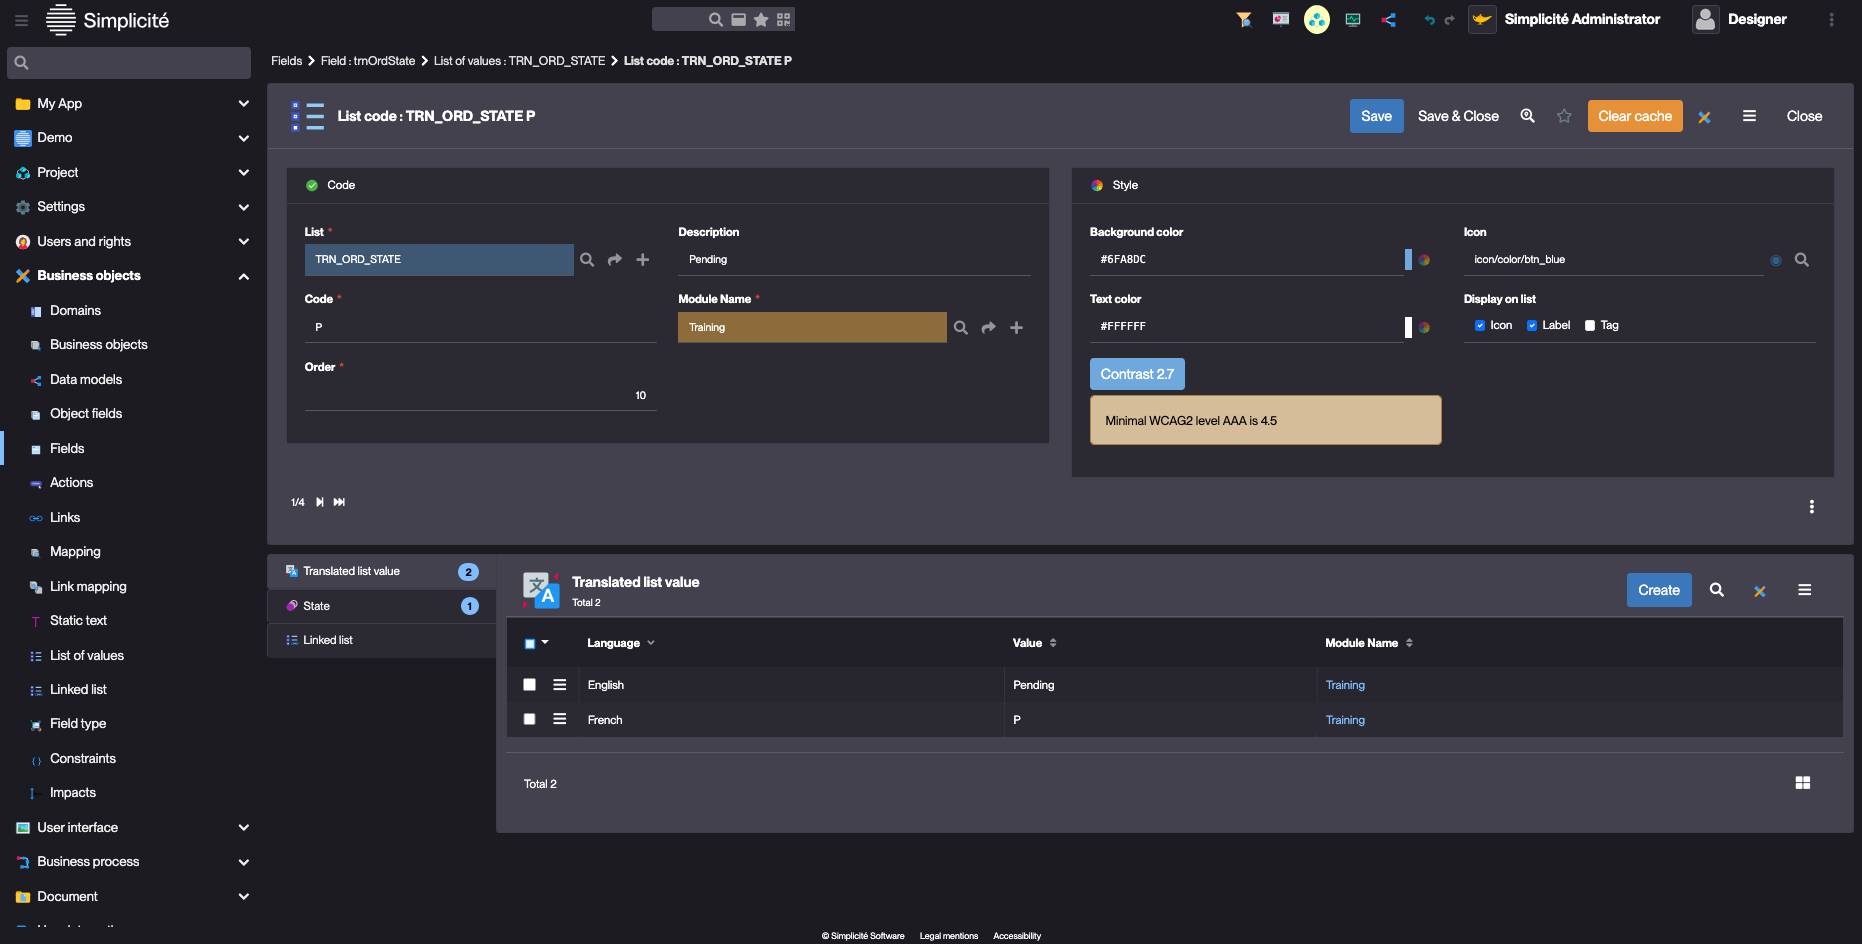 Simplicité
Simplicité Administrator
Designer
Fields
Field : trnOrdState
List of values : TRN_ORD_STATE
List code : TRN_ORD_STATE P
My App
Demo
Project
Settings
Users and rights
Business objects
Domains
Business objects
Data models
Object fields
Fields
Actions
Links
Mapping
Link mapping
Static text
List of values
Linked list
Field type
Constraints
Impacts
User interface
Business process
Document
List code : TRN_ORD_STATE P
Save
Save & Close
Clear cache
Close
Code
List *
TRN_ORD_STATE
Description
Pending
Code *
P
Module Name *
Training
Order *
10
Style
Background color
#6FA8DC
Icon
icon/color/btn_blue
Text color
#FFFFFF
Display on list
Icon
Label
Tag
Contrast 2.7
Minimal WCAG2 level AAA is 4.5
1/4
Translated list value
2
State
1
Linked list
Translated list value
Total 2
Create
Language
Value
Module Name
English
Pending
Training
French
P
Training
Total 2
© Simplicité Software
Legal mentions
Accessibility